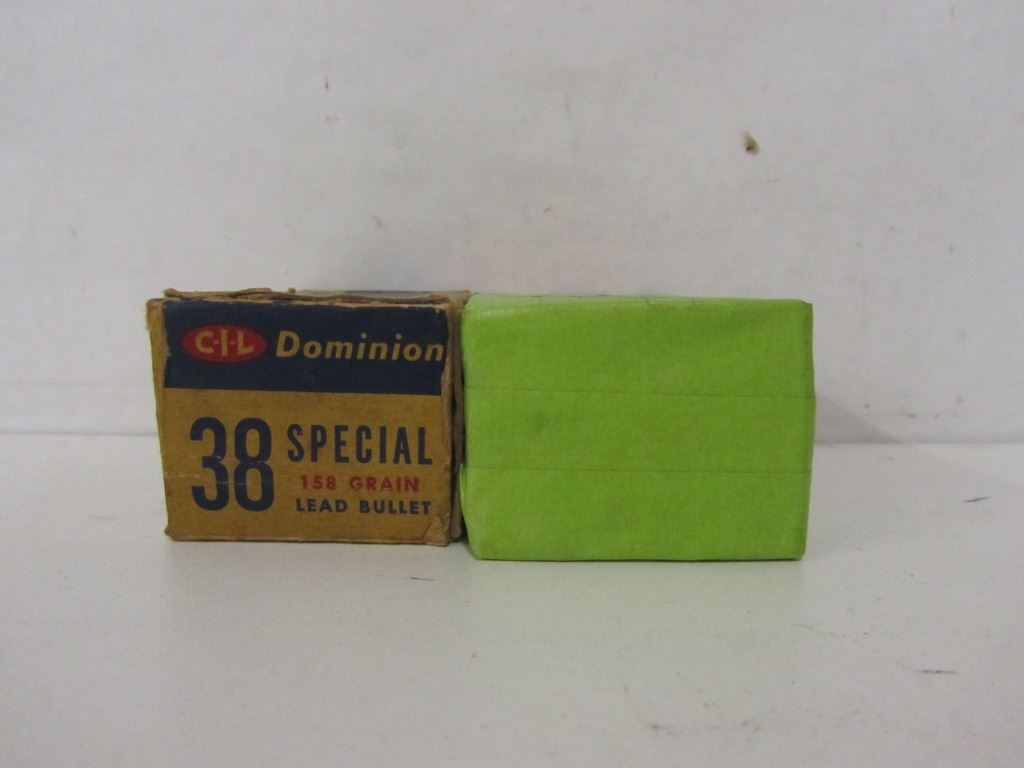 C-I-L Dominion
38 SPECIAL
158 GRAIN
LEAD BULLET